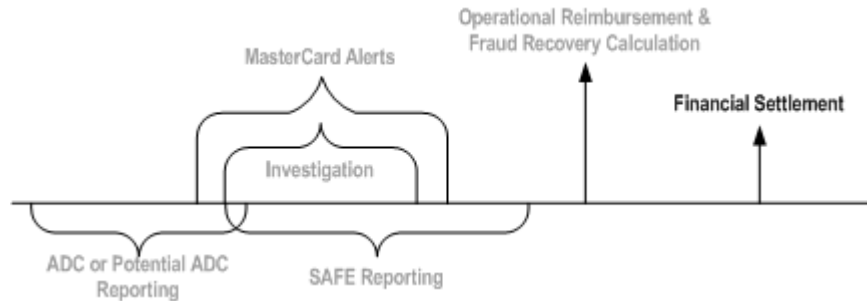 Operational Reimbursement &
Fraud Recovery Calculation
MasterCard Alerts
Financial Settlement
Investigation
ADC or Potential ADC
Reporting
SAFE Reporting